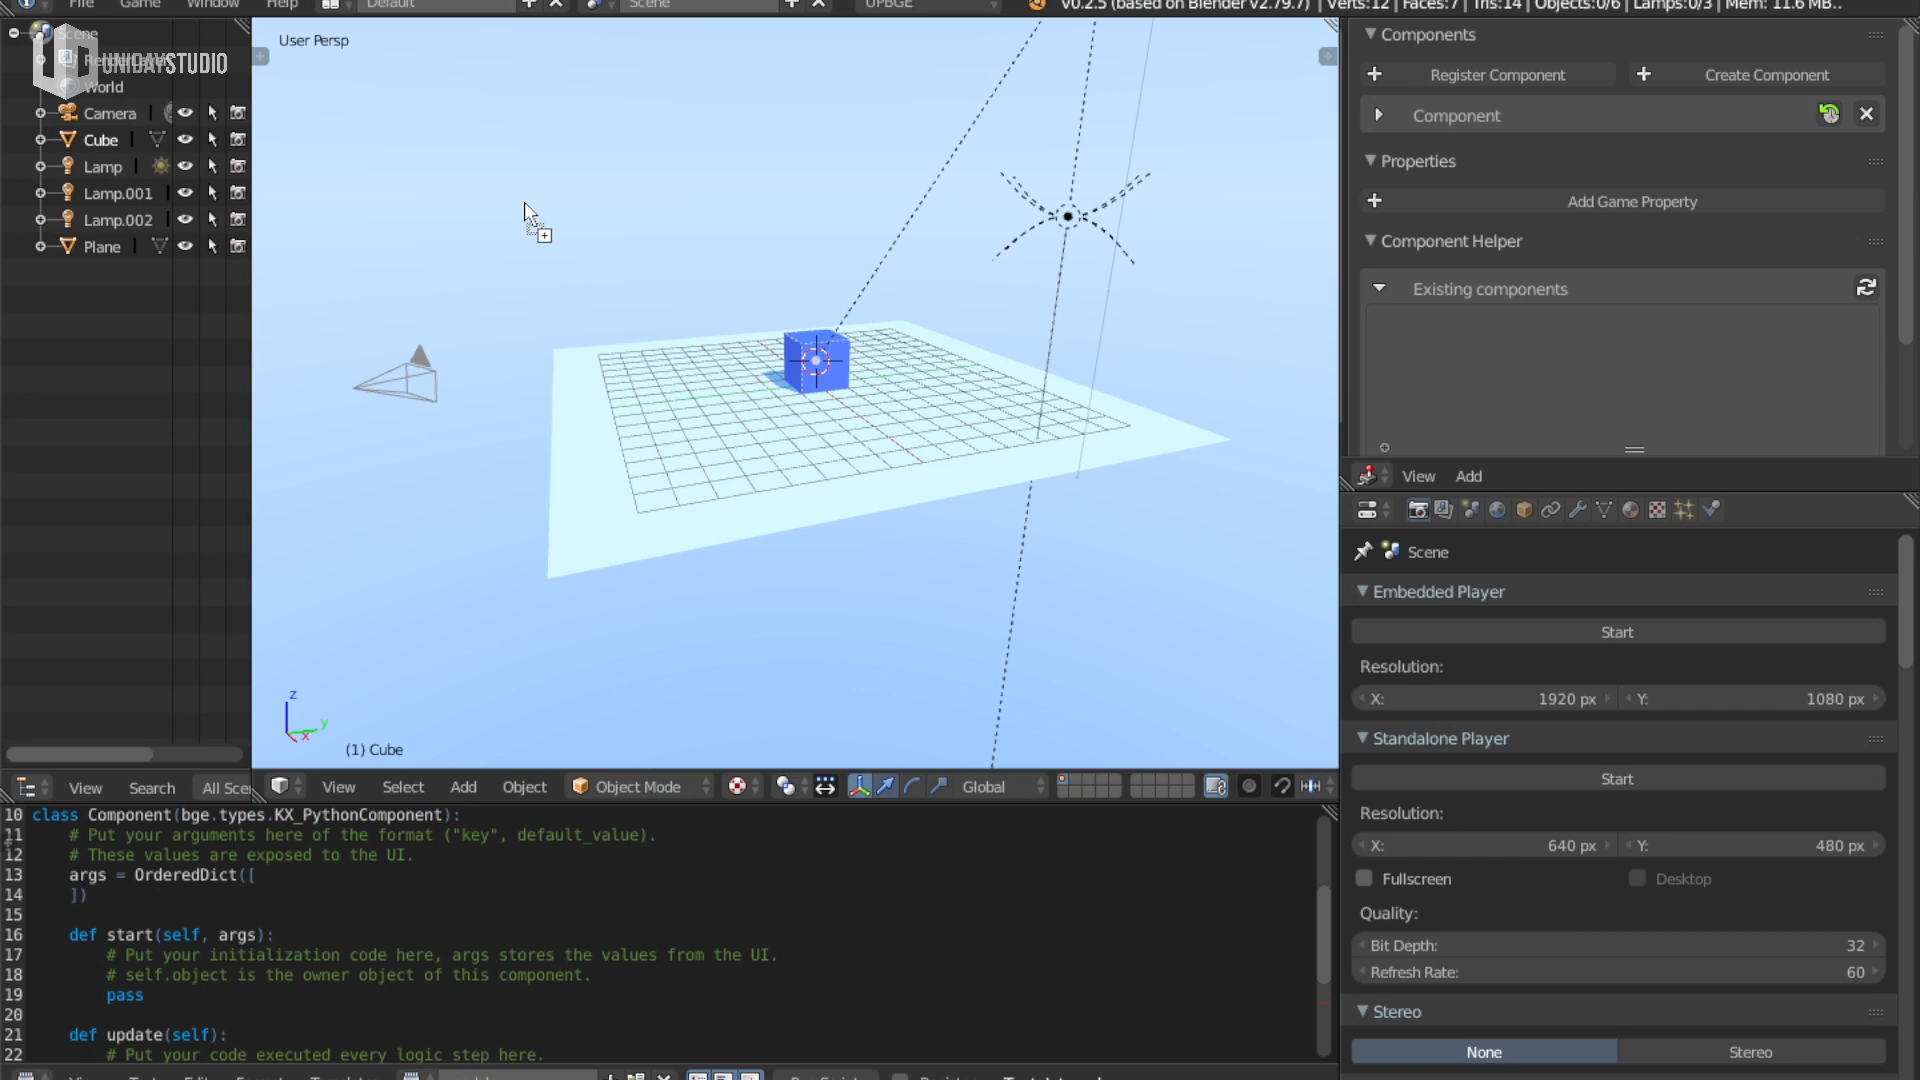 File Game Window Help Default Scene UPBGE v0.2.5 (based on Blender v2.79.7) | Verts:12 | Faces:7 | Tris:14 | Objects:0/6 | Lamps:0/3 | Mem: 11.6 MB..
Scene
UNIDAYSTUDIO
World
Camera
Cube
Lamp
Lamp.001
Lamp.002
Plane
User Persp
z
y
x
(1) Cube
View Search All Sce
View Select Add Object Object Mode Global
10 class Component(bge.types.KX_PythonComponent):
11 # Put your arguments here of the format ("key", default_value).
12 # These values are exposed to the UI.
13 args = OrderedDict([
14 ])
15
16 def start(self, args):
17 # Put your initialization code here, args stores the values from the UI.
18 # self.object is the owner object of this component.
19 pass
20
21 def update(self):
22 # Put your code executed every logic step here.
Components
Register Component Create Component
Component
Properties
Add Game Property
Component Helper
Existing components
View Add
Scene
Embedded Player
Start
Resolution:
X: 1920 px Y: 1080 px
Standalone Player
Start
Resolution:
X: 640 px Y: 480 px
Fullscreen Desktop
Quality:
Bit Depth: 32
Refresh Rate: 60
Stereo
None Stereo